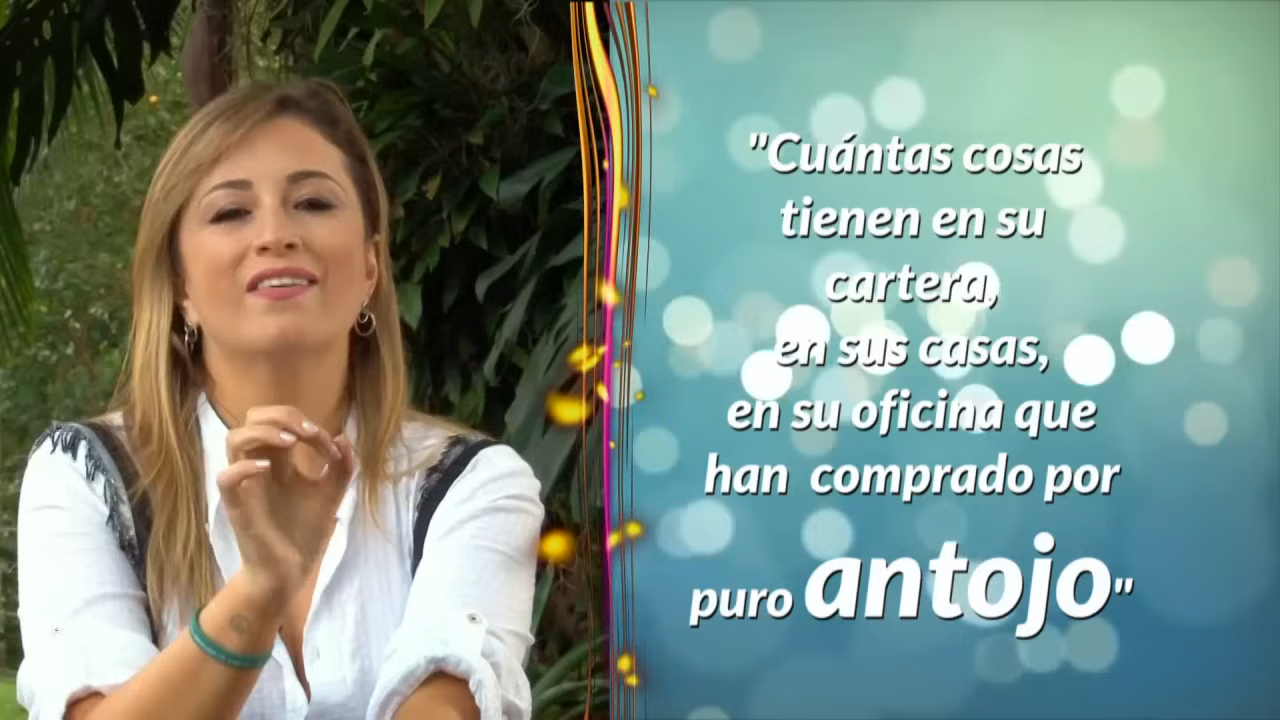 "Cuántas cosas
tienen en su
cartera,
en sus casas,
en su oficina que
han comprado por
puro antojo"